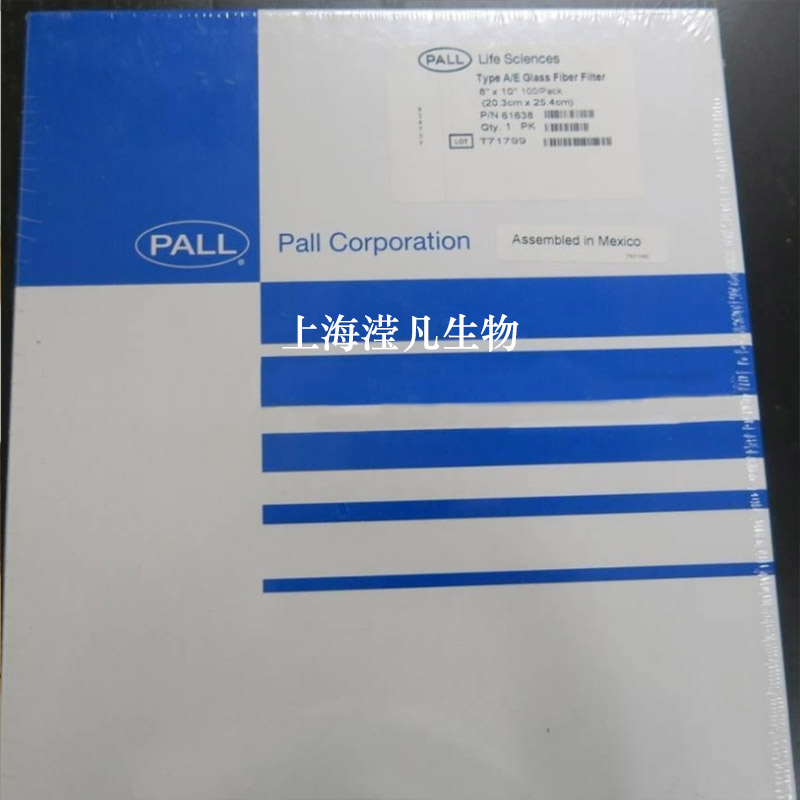 PALL Life Sciences
Type A/E Glass Fiber Filter
8" x 10" 100/Pack
(20.3cm x 25.4cm)
P/N 61638
Qty. 1 PK
LOT T71799
PALL®
Pall Corporation
Assembled in Mexico
上海滢凡生物